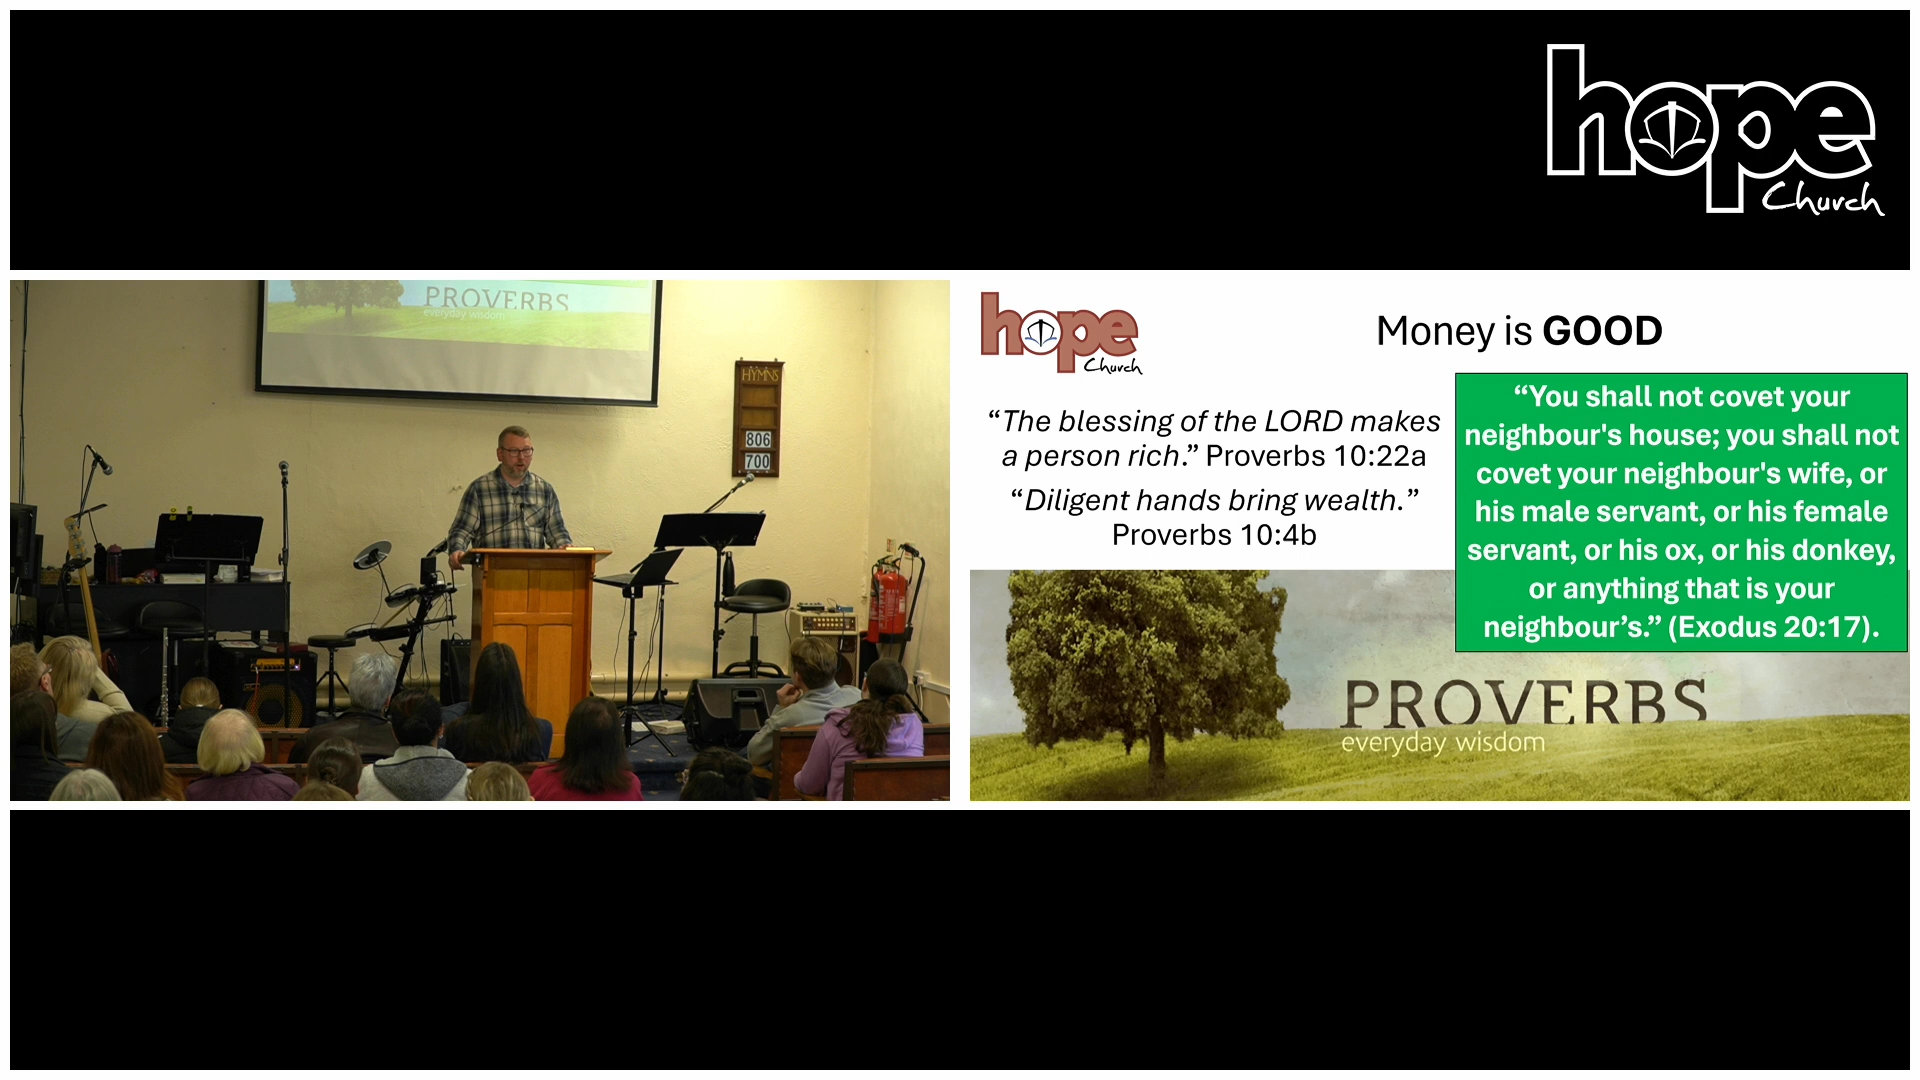 hope
Church
PROVERBS
everyday wisdom
HYMNS
806
700
hope
Church
Money is GOOD
“The blessing of the LORD makes
a person rich.” Proverbs 10:22a
“Diligent hands bring wealth.”
Proverbs 10:4b
“You shall not covet your
neighbour's house; you shall not
covet your neighbour's wife, or
his male servant, or his female
servant, or his ox, or his donkey,
or anything that is your
neighbour’s.” (Exodus 20:17).
PROVERBS
everyday wisdom